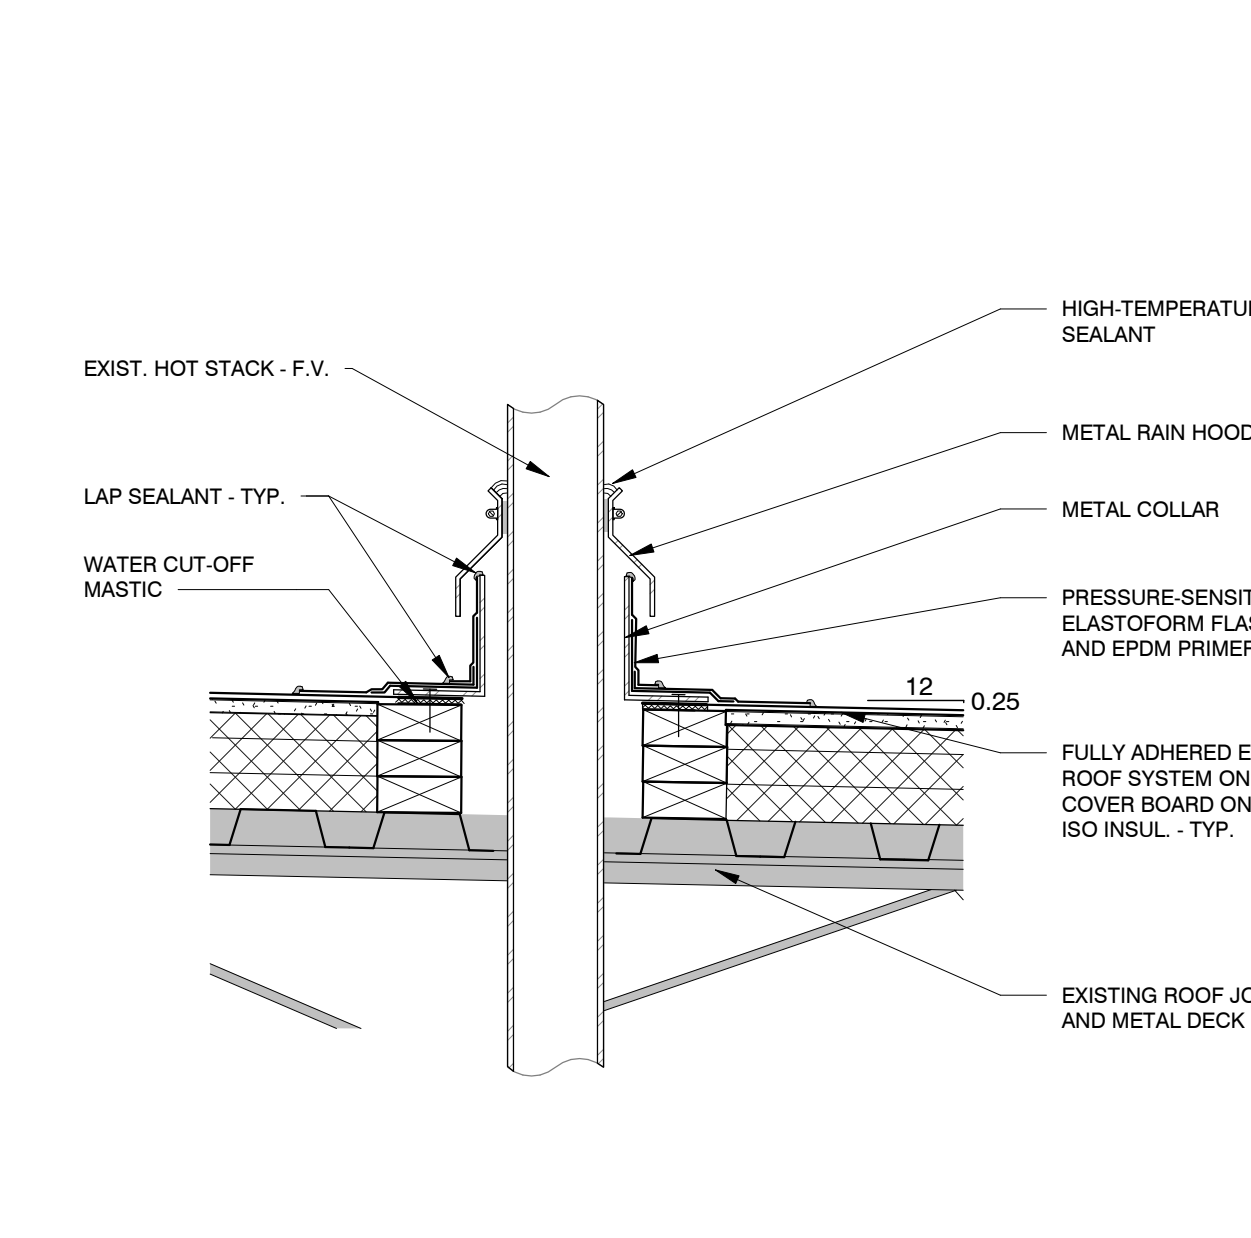 EXIST. HOT STACK - F.V.
LAP SEALANT - TYP.
WATER CUT-OFF
MASTIC
HIGH-TEMPERATU
SEALANT
METAL RAIN HOOD
METAL COLLAR
PRESSURE-SENSIT
ELASTOFORM FLAS
AND EPDM PRIMER
12
0.25
FULLY ADHERED E
ROOF SYSTEM ON
COVER BOARD ON
ISO INSUL. - TYP.
EXISTING ROOF JO
AND METAL DECK